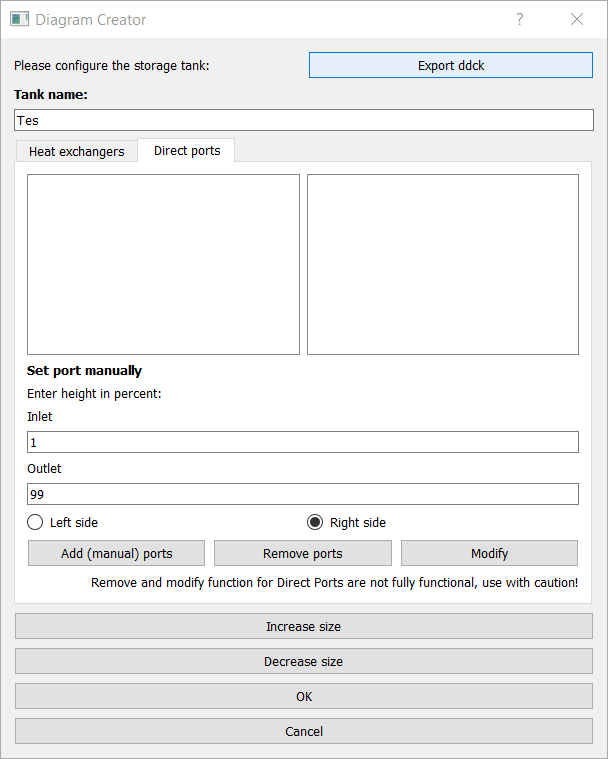 Diagram Creator
?
Please configure the storage tank:
Export ddck
Tank name:
Tes
Heat exchangers
Direct ports
Set port manually
Enter height in percent:
Inlet
1
Outlet
99
Left side
Right side
Add (manual) ports
Remove ports
Modify
Remove and modify function for Direct Ports are not fully functional, use with caution!
Increase size
Decrease size
OK
Cancel